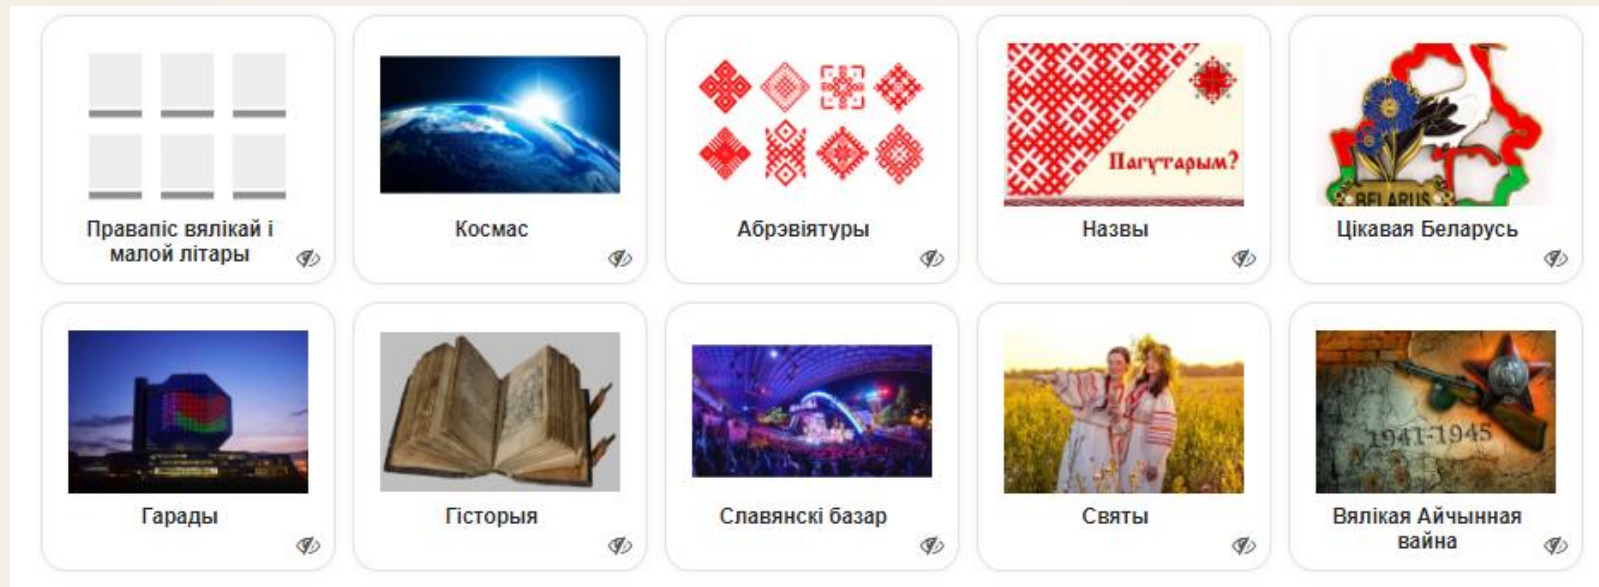 Пагутарым?
BELARUS
Правапіс вялікай і
малой літары
Космас
Абрэвіятуры
Назвы
Цікавая Беларусь
1941-1945
Гарады
Гісторыя
Славянскі базар
Святы
Вялікая Айчынная
вайна